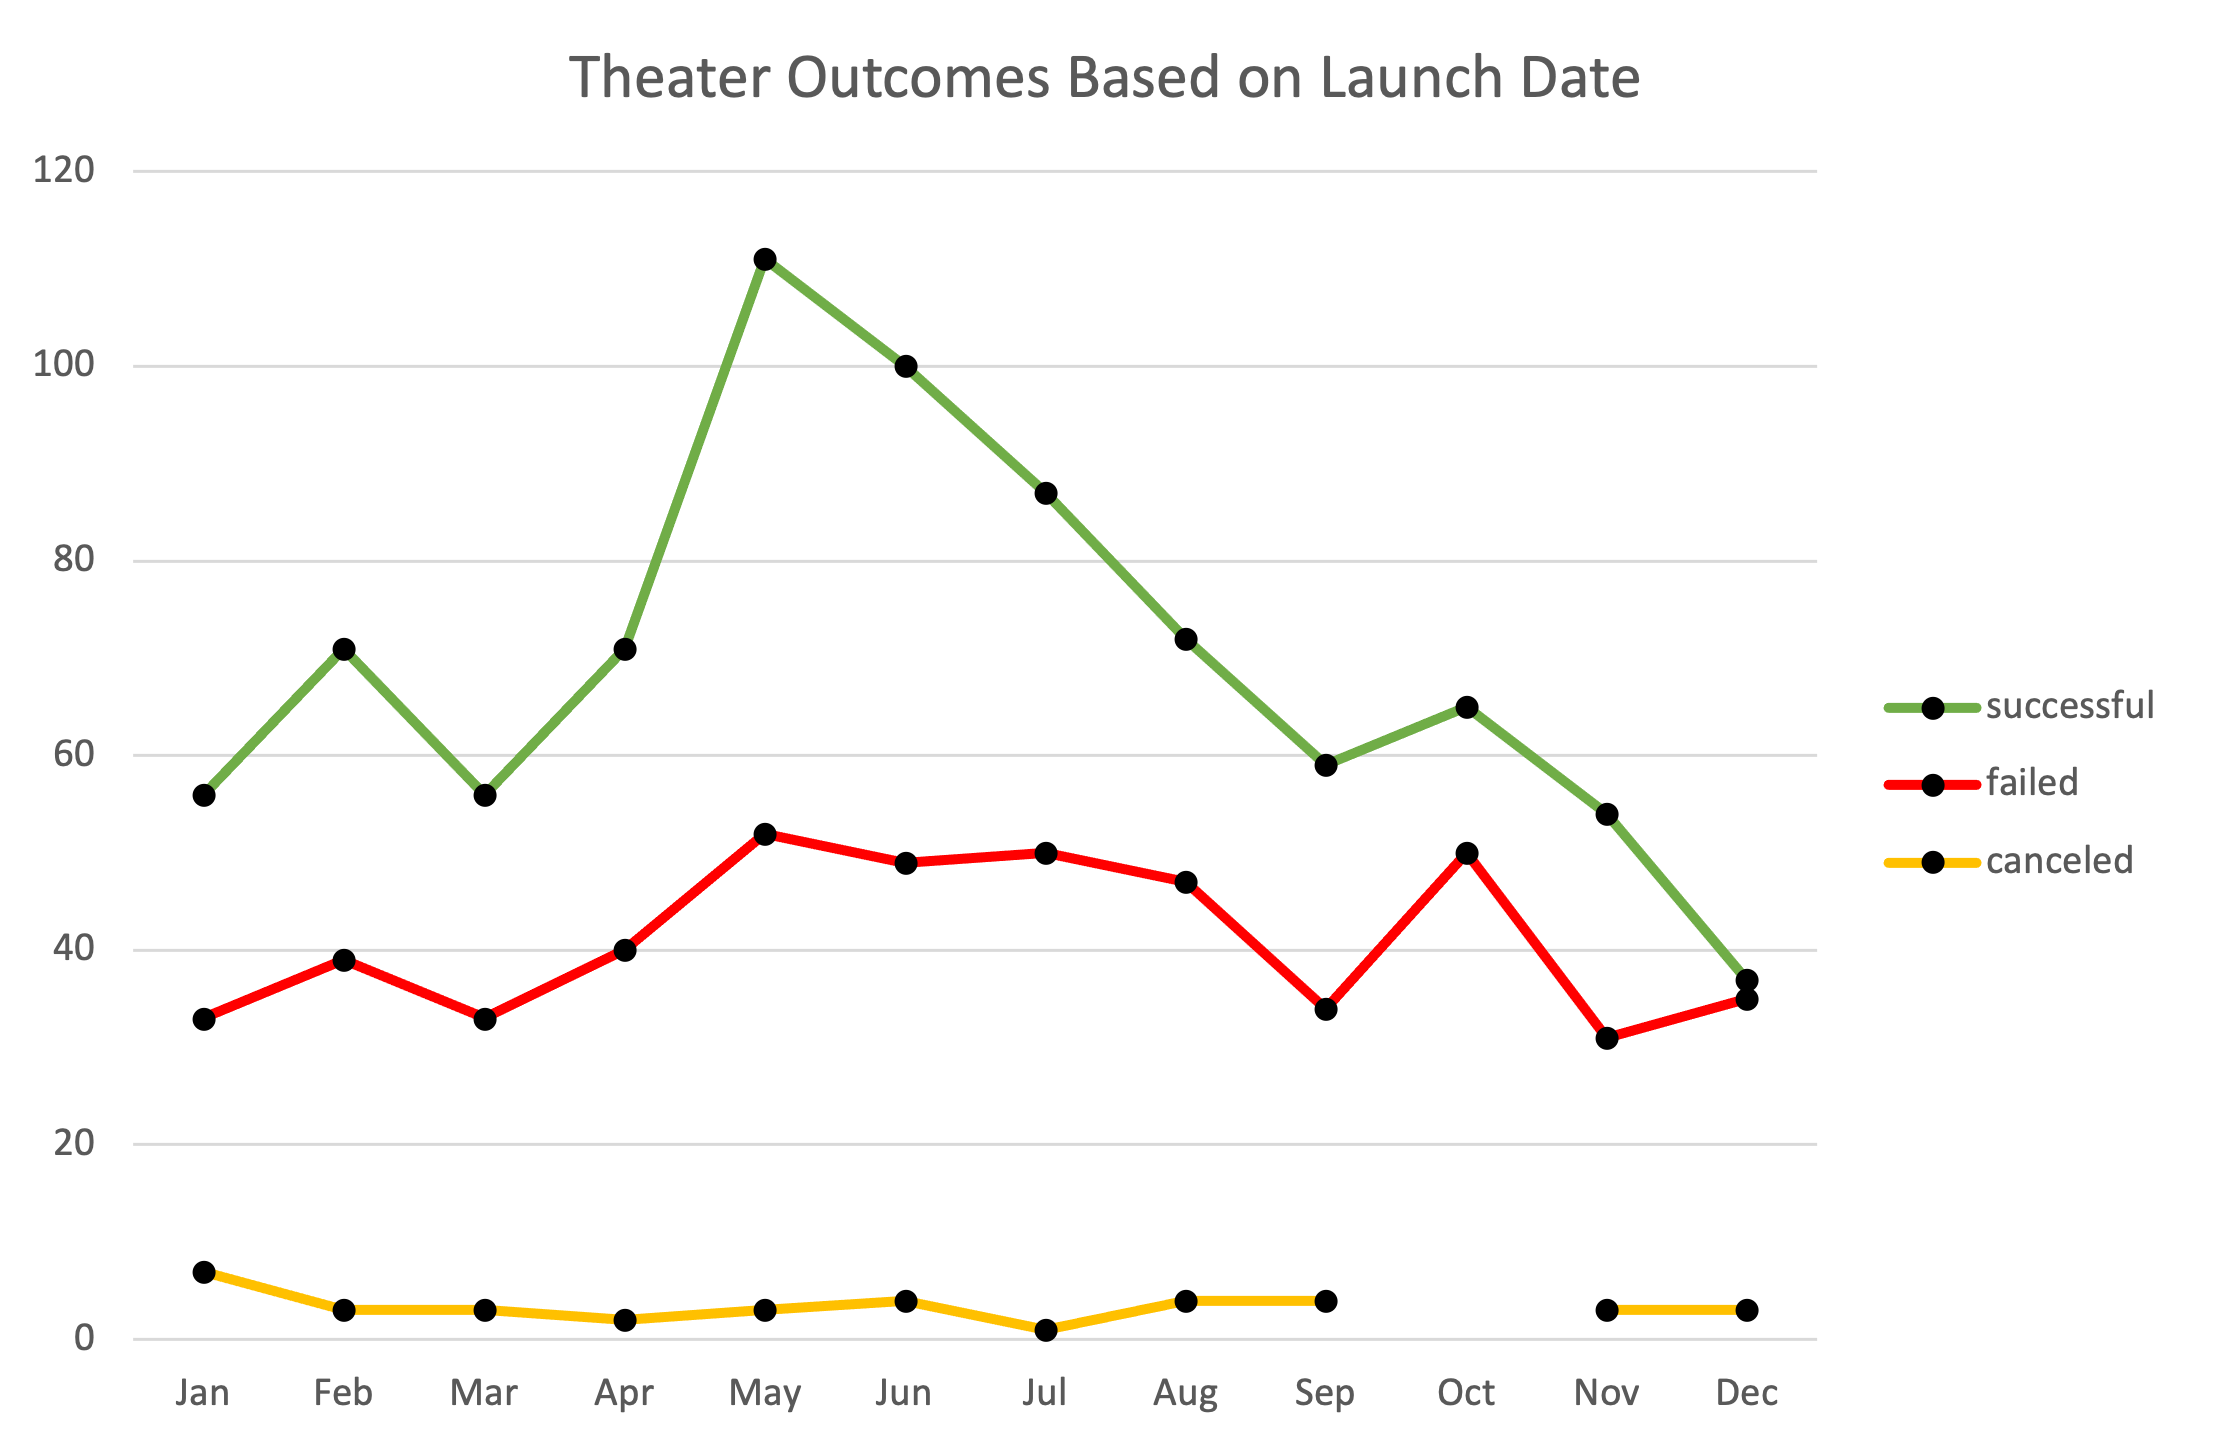 Theater Outcomes Based on Launch Date
120
100
80
60
40
20
0
Jan Feb Mar Apr May Jun Jul Aug Sep Oct Nov Dec
successful
failed
canceled